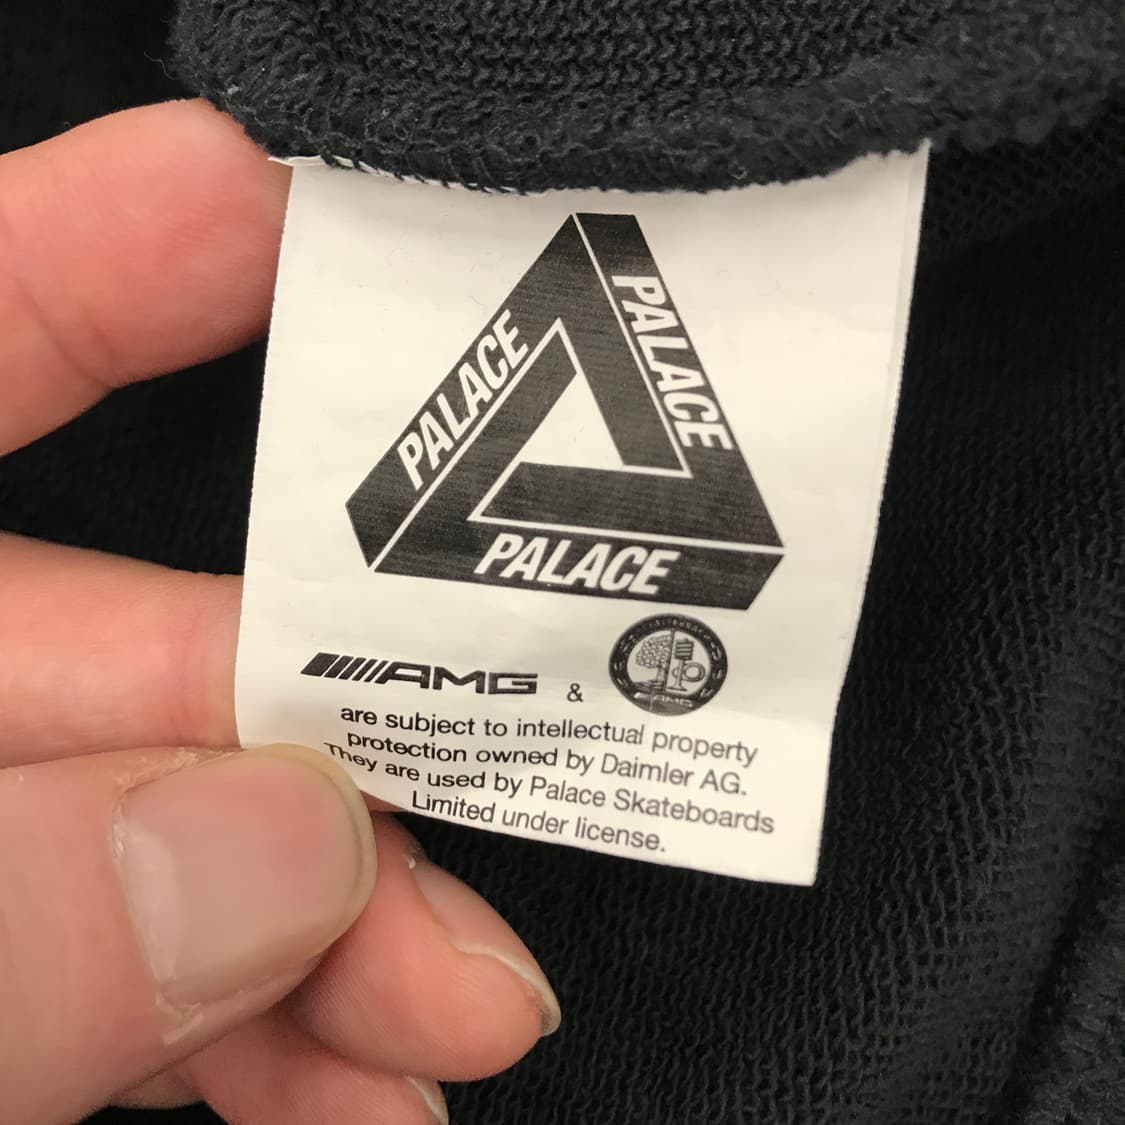 PALACE
PALACE
PALACE
AMG &
AMG
are subject to intellectual property
protection owned by Daimler AG.
They are used by Palace Skateboards
Limited under license.